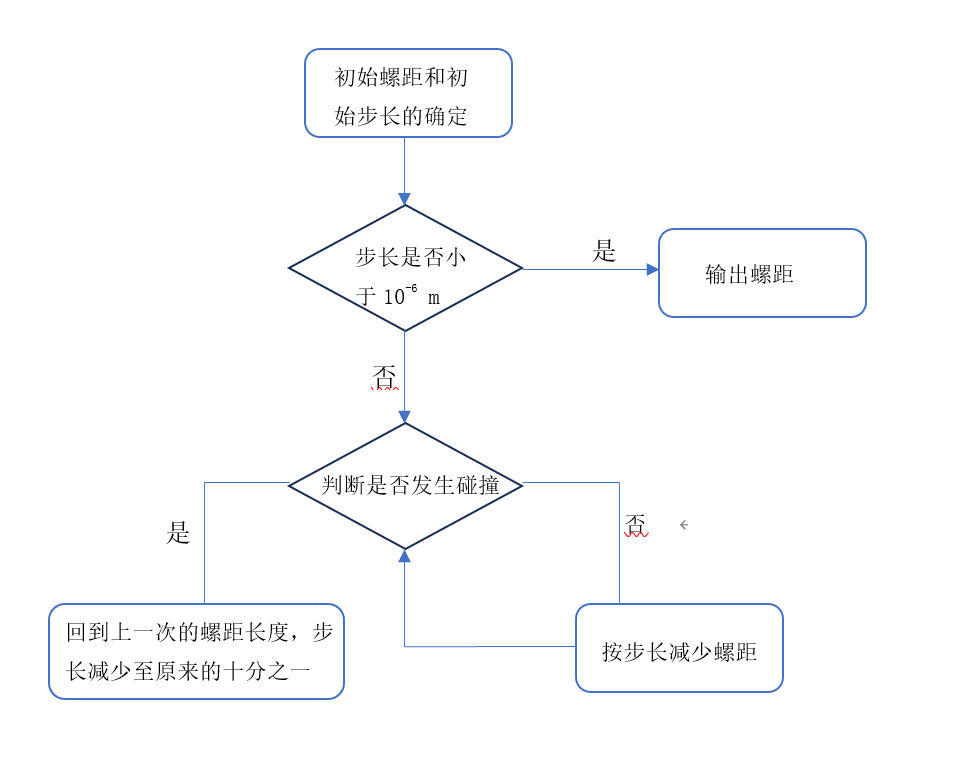 初始螺距和初
始步长的确定
步长是否小
于 10⁻⁶ m
是
输出螺距
否
判断是否发生碰撞
是
否
回到上一次的螺距长度，步
长减少至原来的十分之一
按步长减少螺距